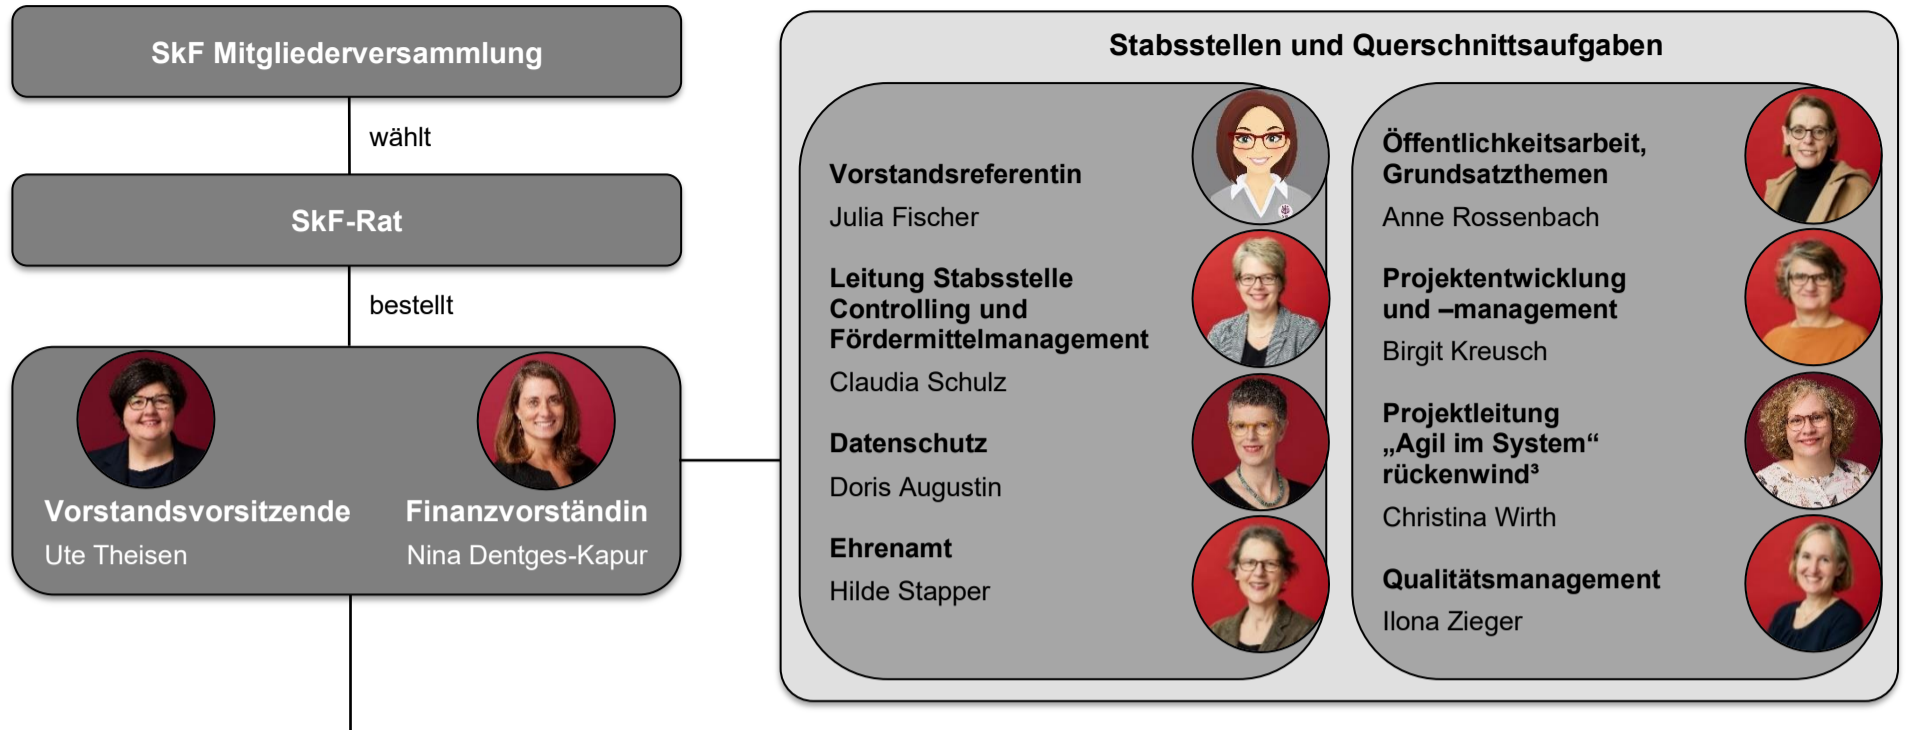 SkF Mitgliederversammlung
wählt
SkF-Rat
bestellt
Vorstandsvorsitzende
Ute Theisen
Finanzvorständin
Nina Dentges-Kapur
Stabsstellen und Querschnittsaufgaben
Vorstandsreferentin
Julia Fischer
Leitung Stabsstelle
Controlling und
Fördermittelmanagement
Claudia Schulz
Datenschutz
Doris Augustin
Ehrenamt
Hilde Stapper
Öffentlichkeitsarbeit,
Grundsatzthemen
Anne Rossenbach
Projektentwicklung
und –management
Birgit Kreusch
Projektleitung
„Agil im System“
rückenwind³
Christina Wirth
Qualitätsmanagement
Ilona Zieger